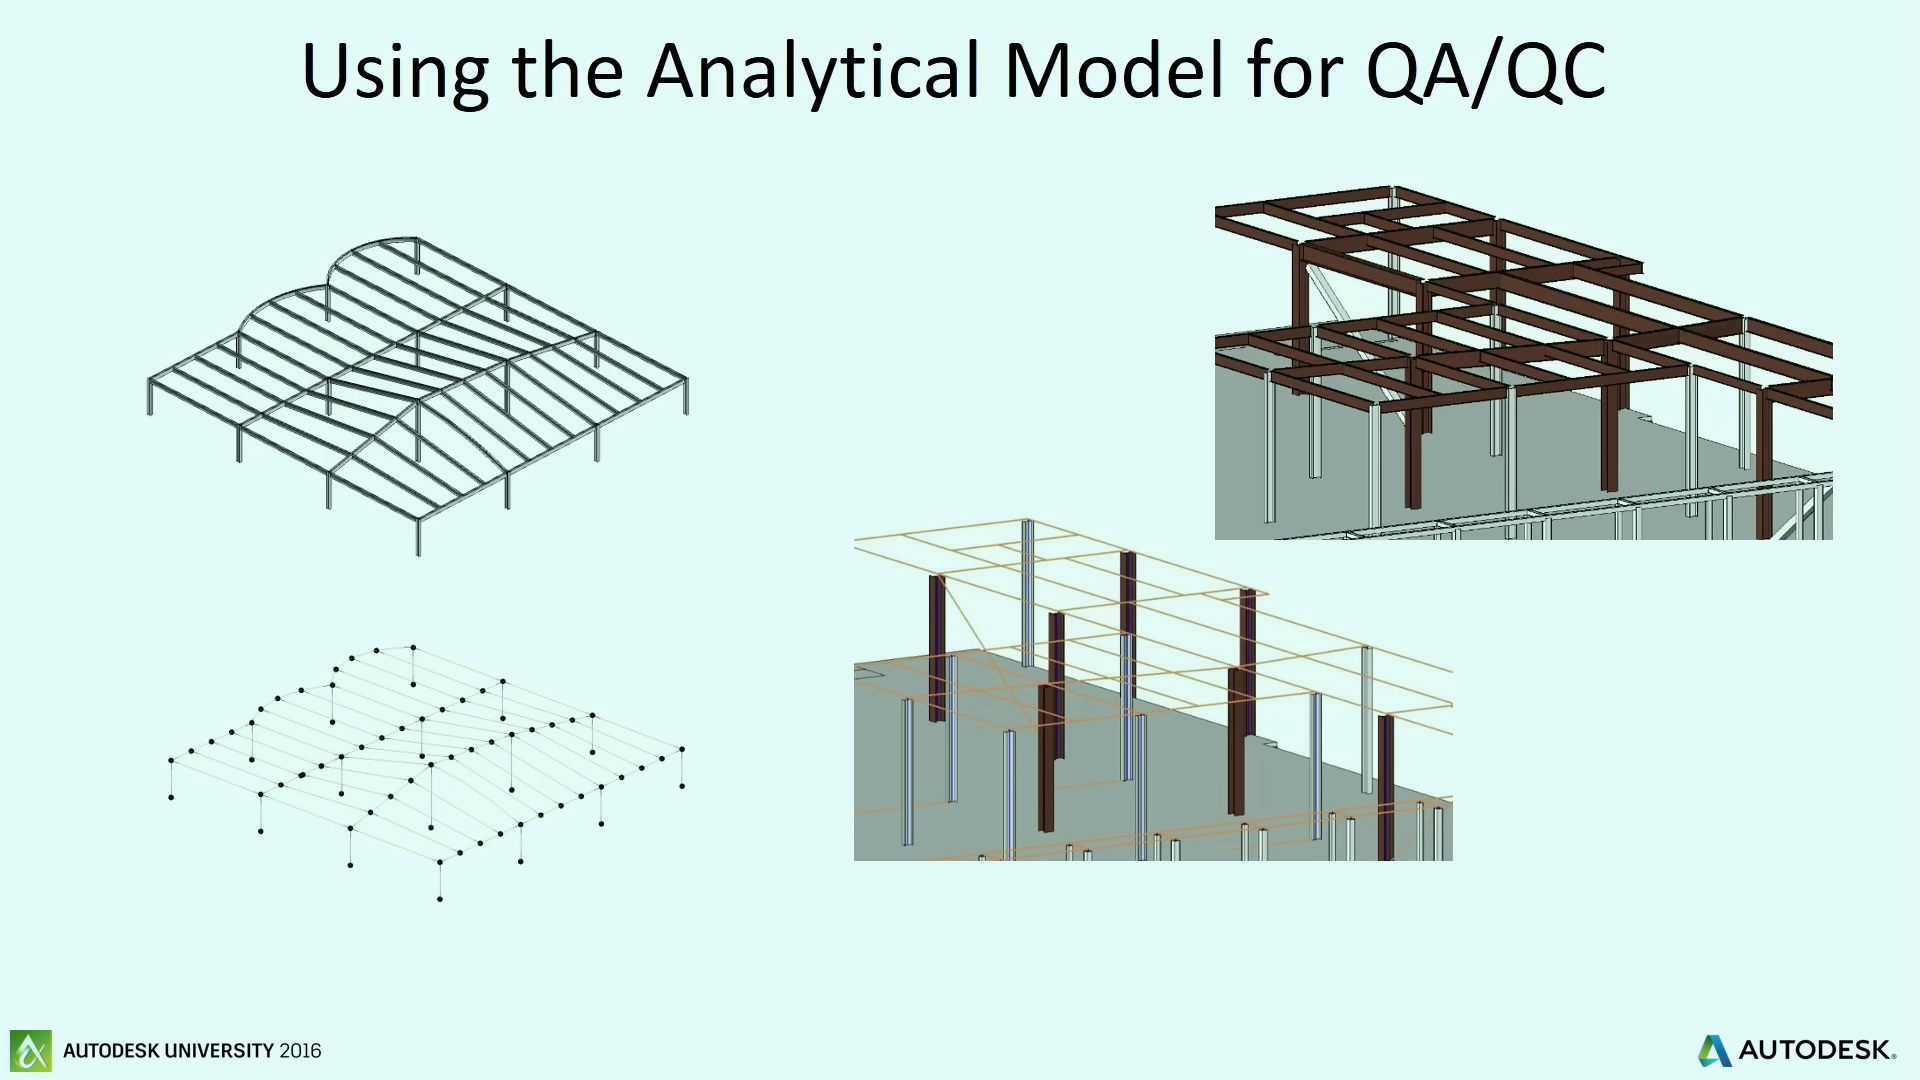 Using the Analytical Model for QA/QC
AUTODESK UNIVERSITY 2016
AUTODESK®